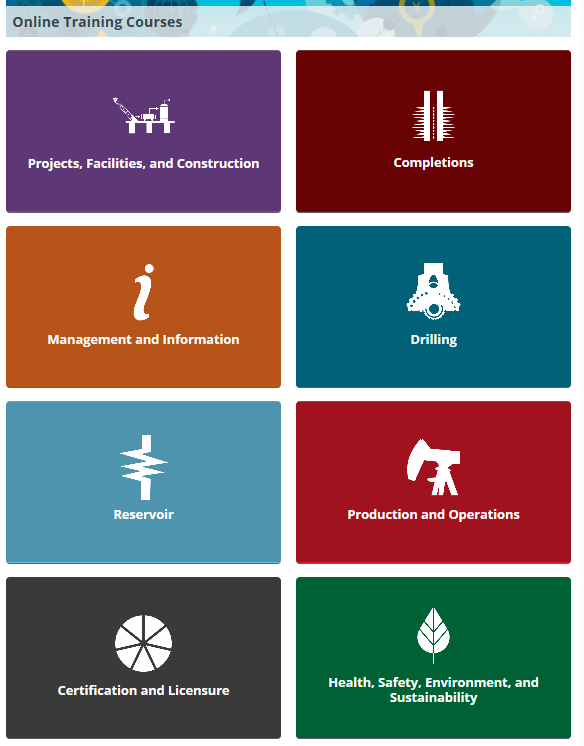 Online Training Courses
Projects, Facilities, and Construction
Completions
Management and Information
Drilling
Reservoir
Production and Operations
Certification and Licensure
Health, Safety, Environment, and
Sustainability